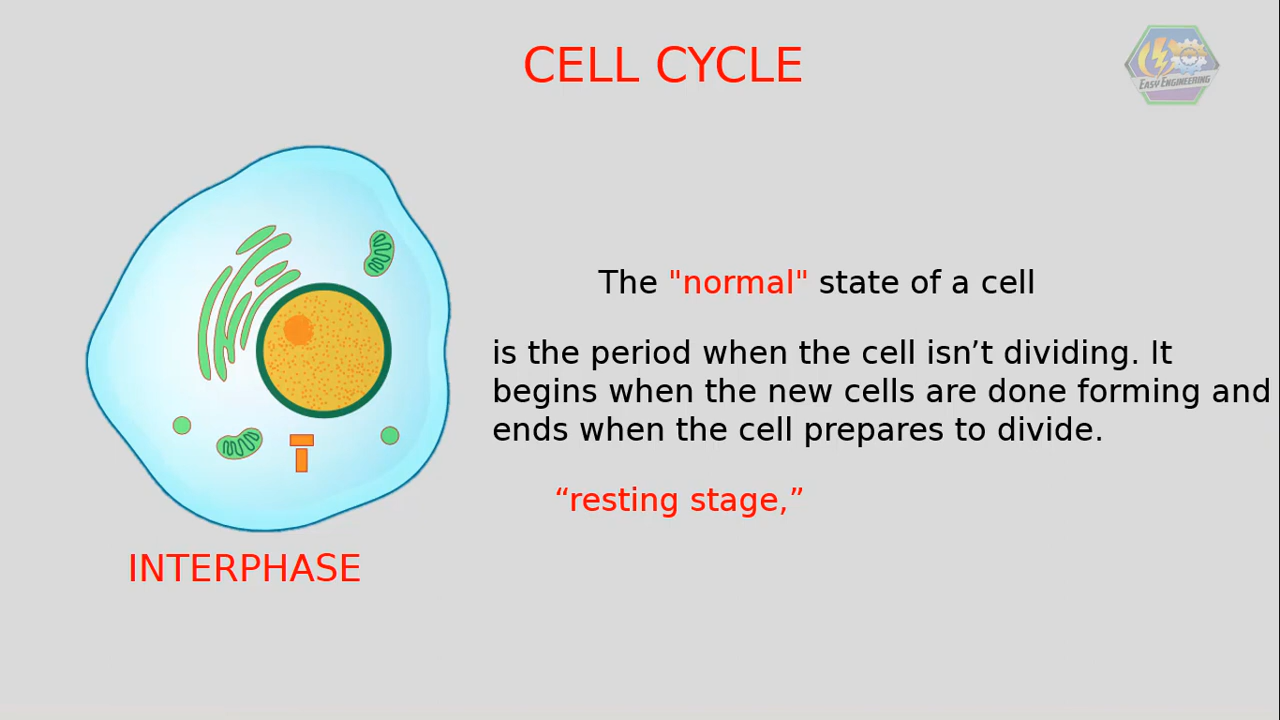 CELL CYCLE
EASY ENGINEERING
The "normal" state of a cell
is the period when the cell isn’t dividing. It
begins when the new cells are done forming and
ends when the cell prepares to divide.
“resting stage,”
INTERPHASE